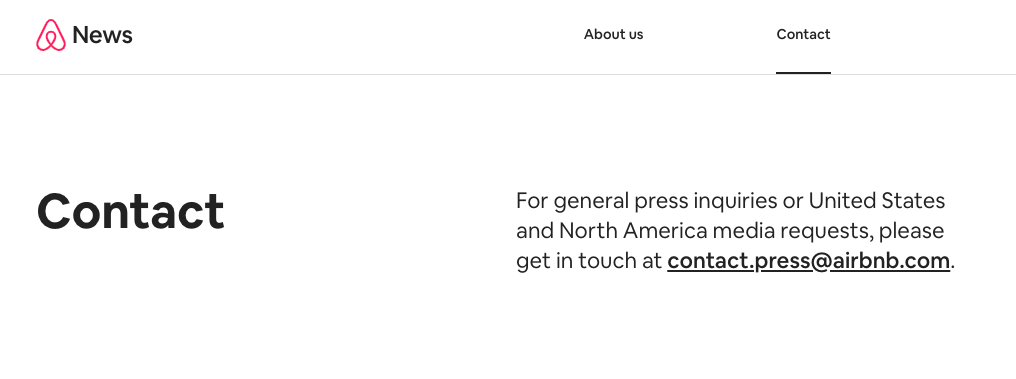 News
About us
Contact
Contact
For general press inquiries or United States
and North America media requests, please
get in touch at contact.press@airbnb.com.